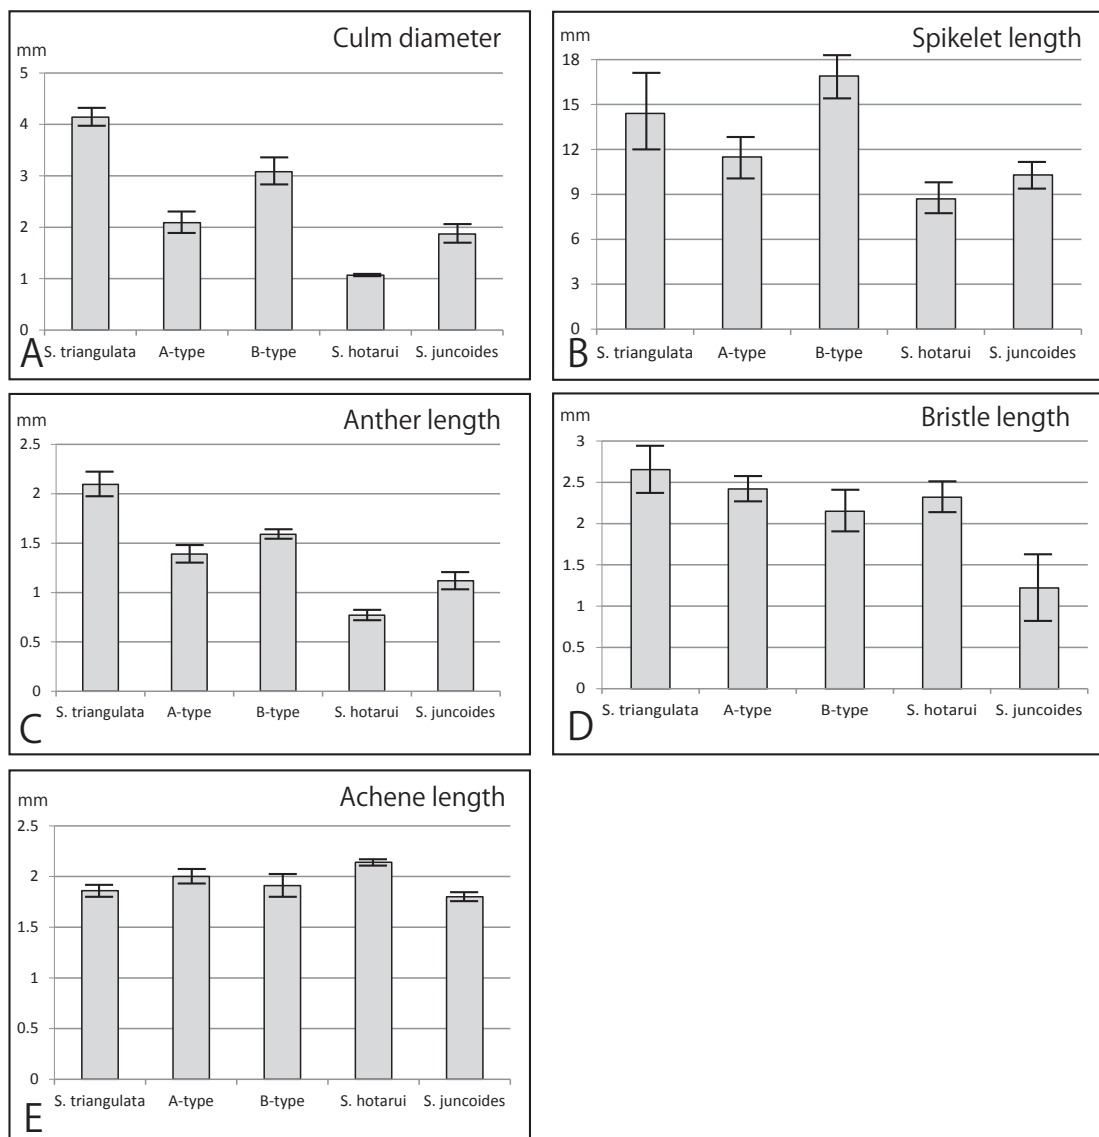 Culm diameter
mm
5
4
3
2
1
0
S. triangulata A-type B-type S. hotarui S. juncoides
A
Spikelet length
mm
18
15
12
9
6
3
0
S. triangulata A-type B-type S. hotarui S. juncoides
B
Anther length
mm
2.5
2
1.5
1
0.5
0
S. triangulata A-type B-type S. hotarui S. juncoides
C
Bristle length
mm
3
2.5
2
1.5
1
0.5
0
S. triangulata A-type B-type S. hotarui S. juncoides
D
Achene length
mm
2.5
2
1.5
1
0.5
0
S. triangulata A-type B-type S. hotarui S. juncoides
E